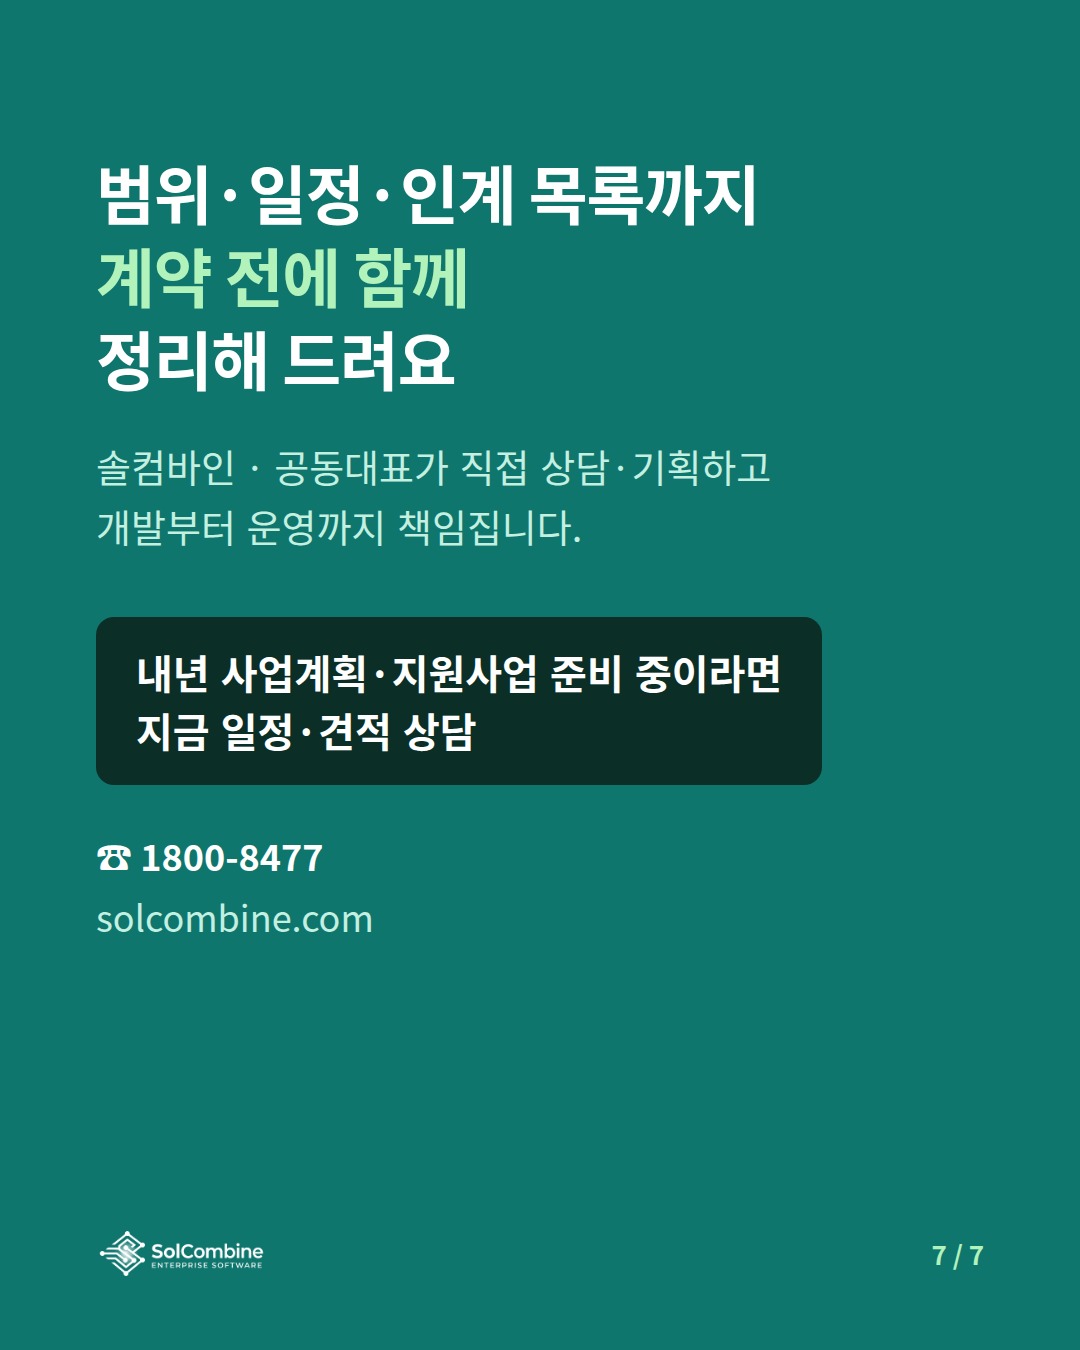 범위·일정·인계 목록까지
계약 전에 함께
정리해 드려요
솔컴바인 · 공동대표가 직접 상담·기획하고
개발부터 운영까지 책임집니다.
내년 사업계획·지원사업 준비 중이라면
지금 일정·견적 상담
☎ 1800-8477
solcombine.com
SolCombine
ENTERPRISE SOFTWARE
7 / 7